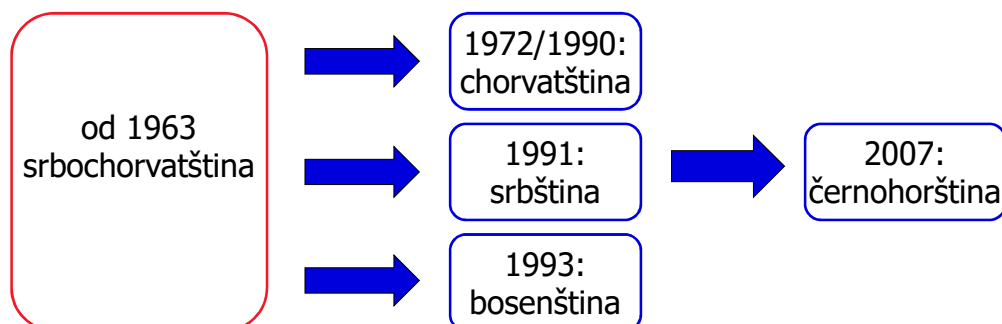 od 1963
srbochorvatština
1972/1990:
chorvatština
1991:
srbština
1993:
bosenština
2007:
černohorština